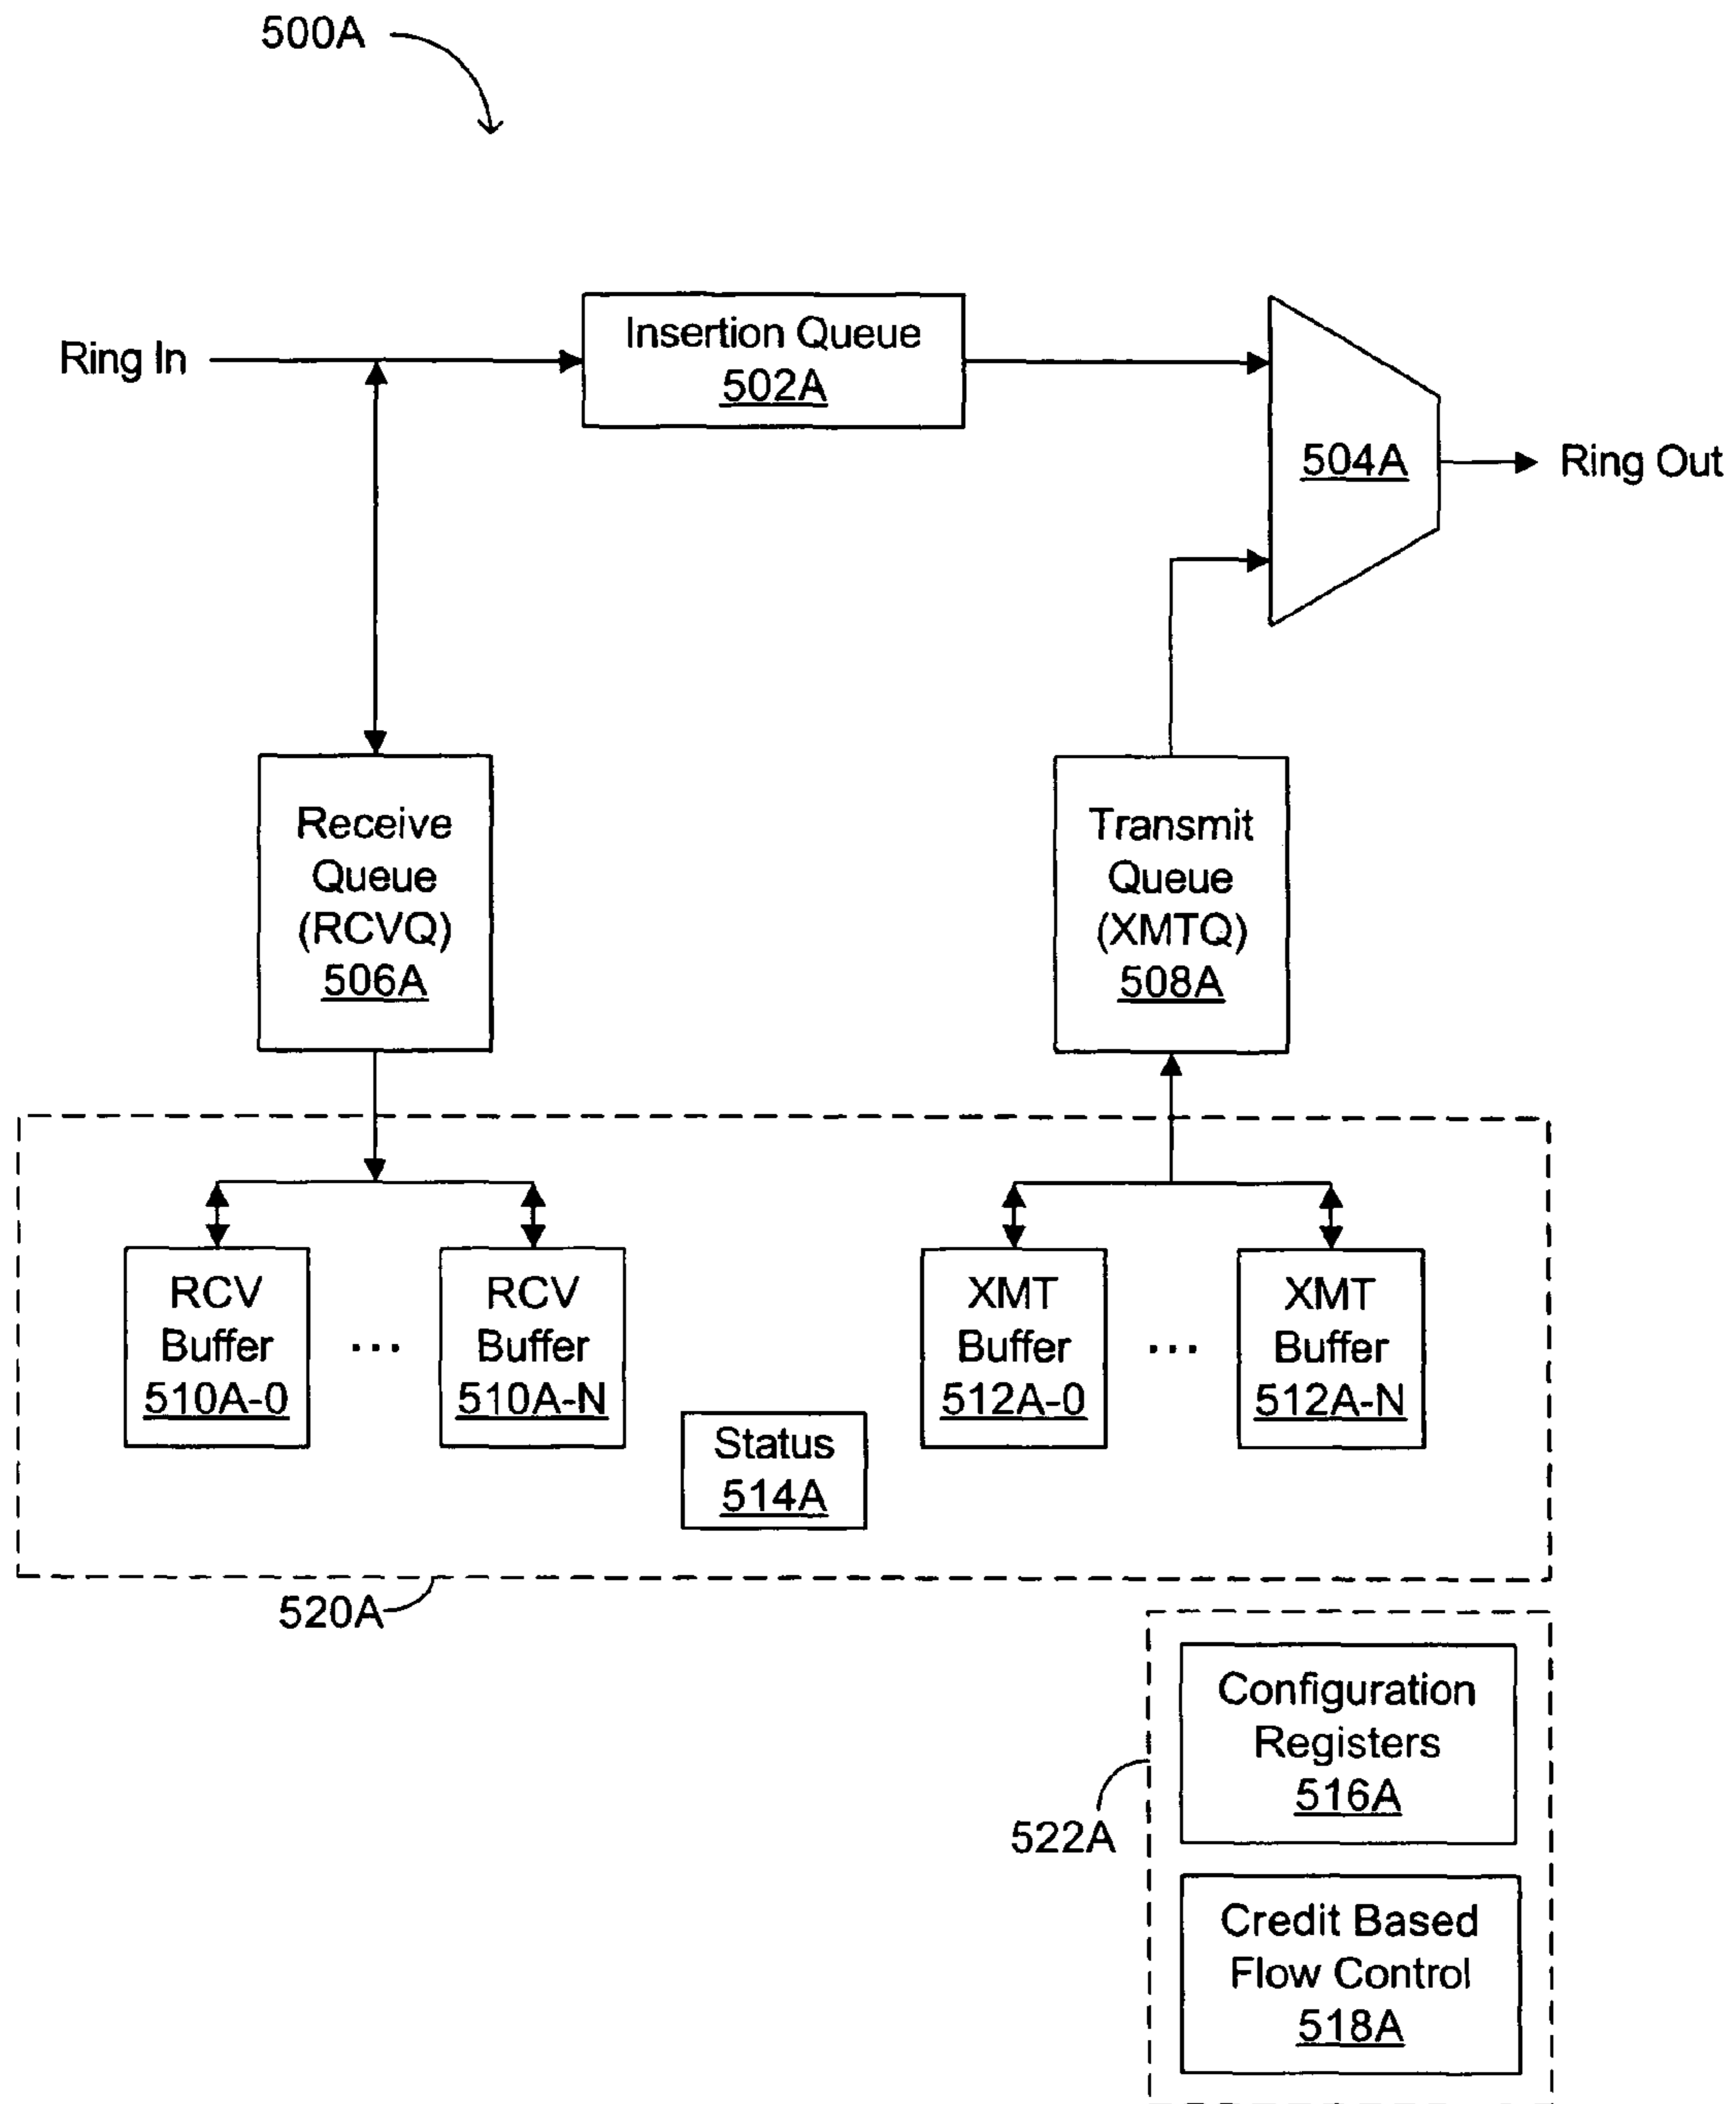 500A
Ring In
Insertion Queue
502A
504A
Ring Out
Receive
Queue
(RCVQ)
506A
Transmit
Queue
(XMTQ)
508A
RCV
Buffer
510A-0
...
RCV
Buffer
510A-N
Status
514A
XMT
Buffer
512A-0
...
XMT
Buffer
512A-N
520A
Configuration
Registers
516A
522A
Credit Based
Flow Control
518A